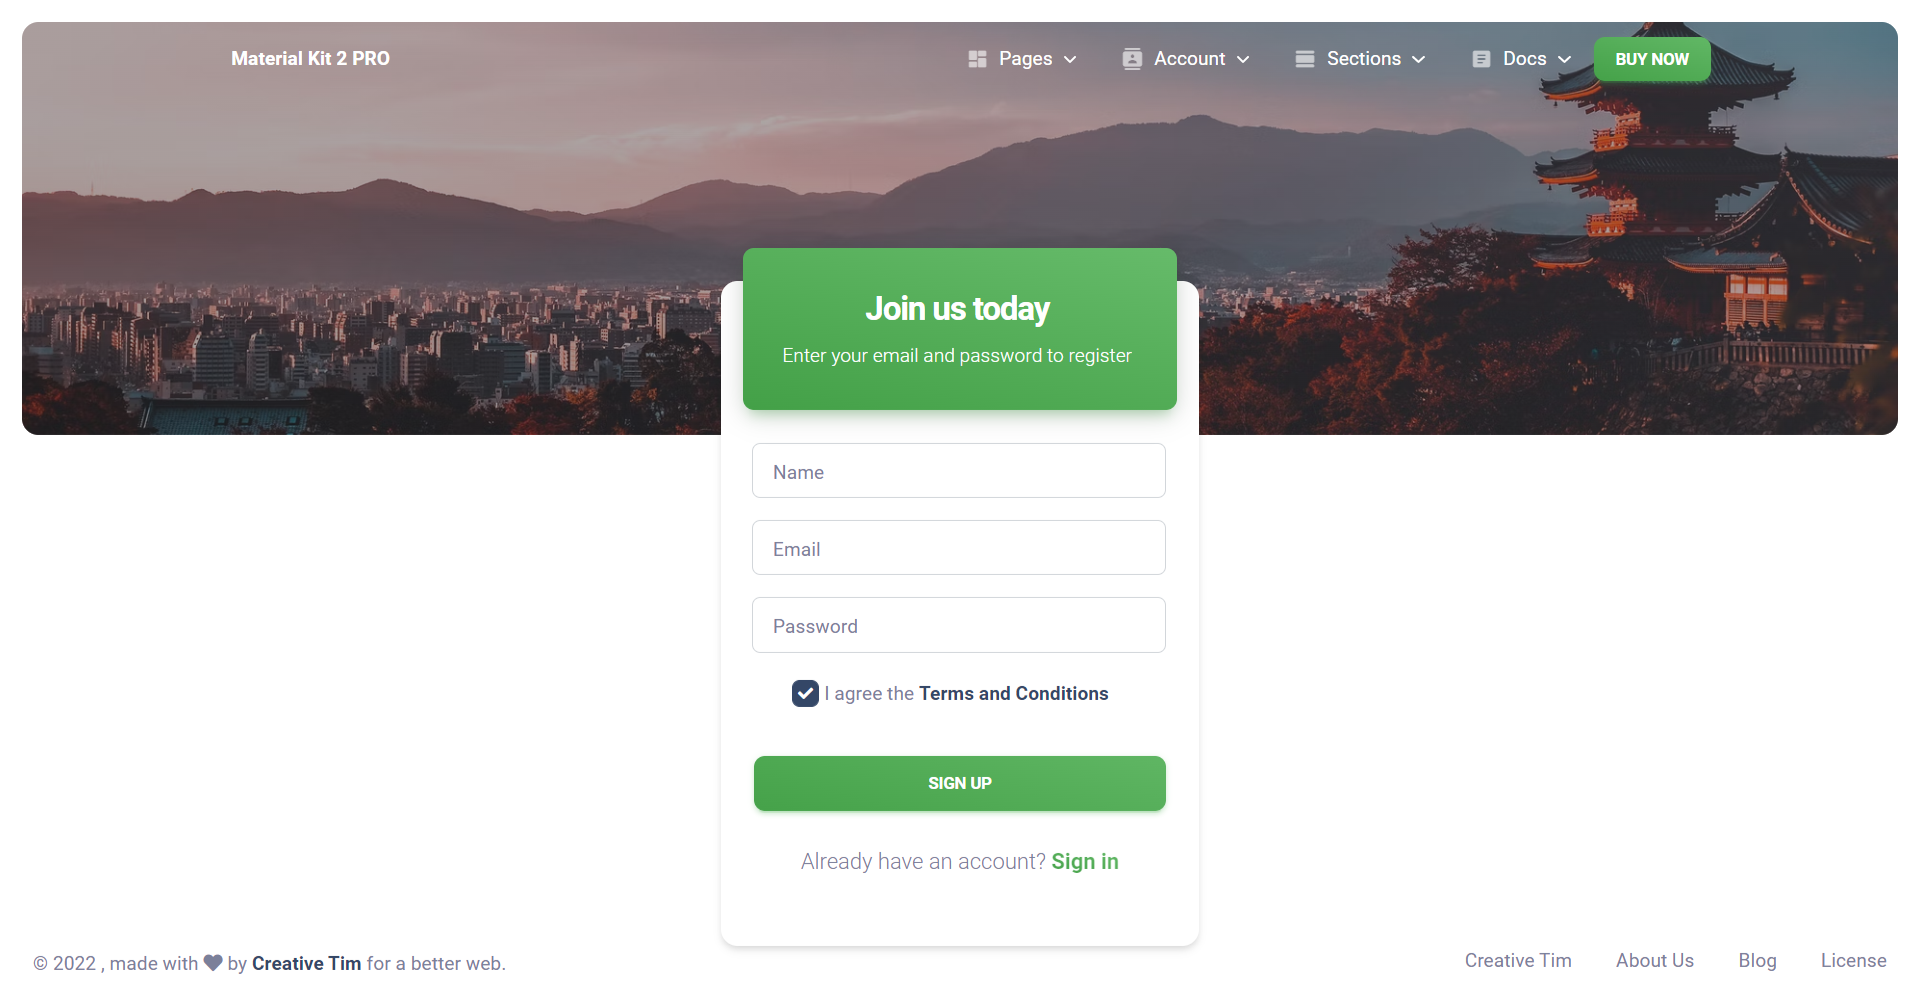 Material Kit 2 PRO
Pages
Account
Sections
Docs
BUY NOW
Join us today
Enter your email and password to register
Name
Email
Password
I agree the Terms and Conditions
SIGN UP
Already have an account? Sign in
© 2022 , made with by Creative Tim for a better web.
Creative Tim
About Us
Blog
License